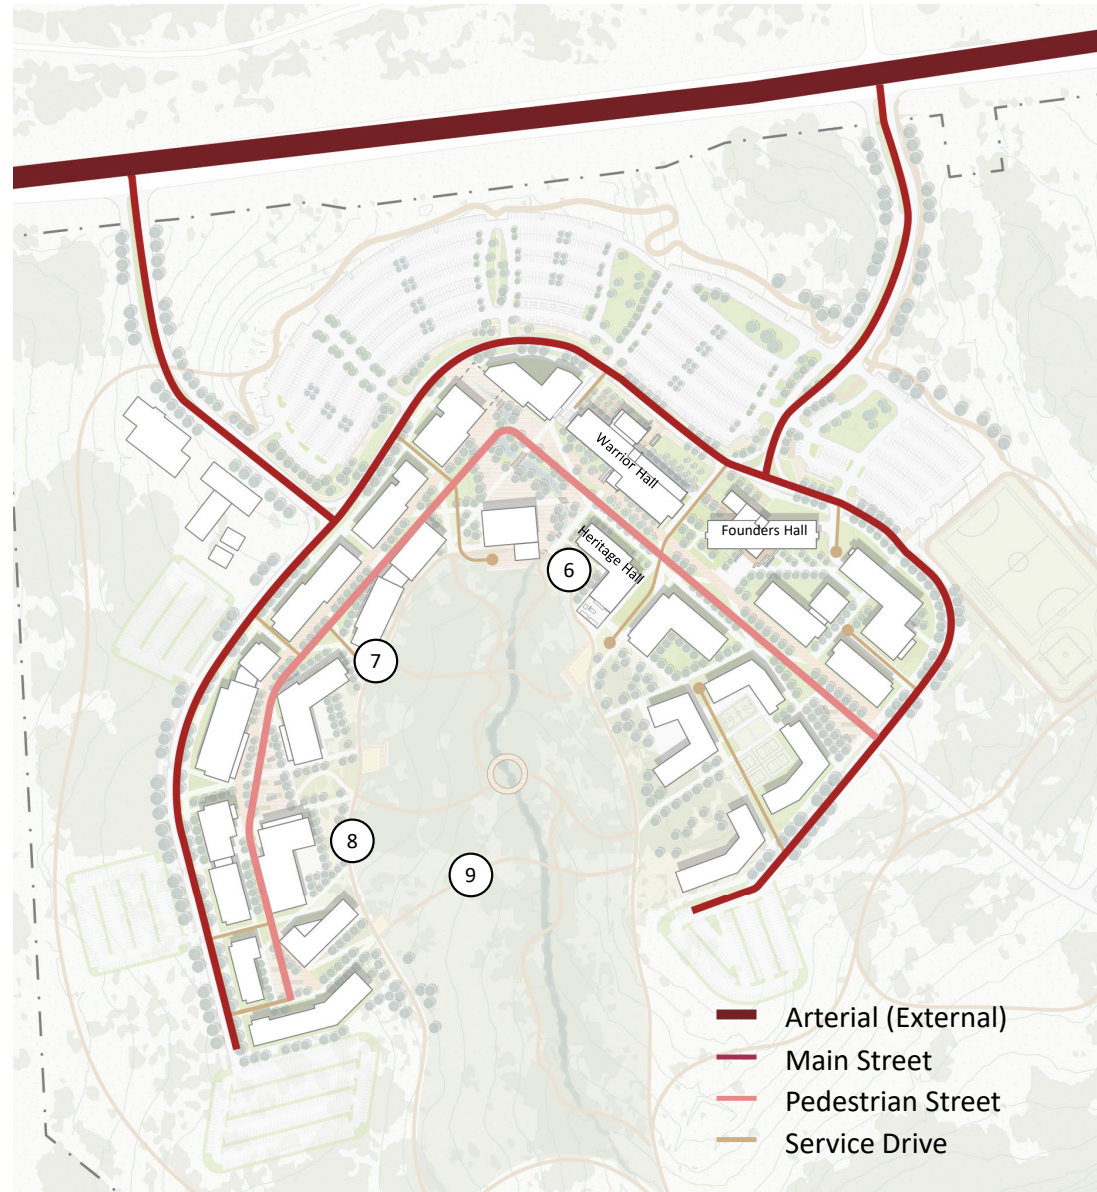 Warrior Hall
Founders Hall
Heritage Hall
6
7
8
9
Arterial (External)
Main Street
Pedestrian Street
Service Drive